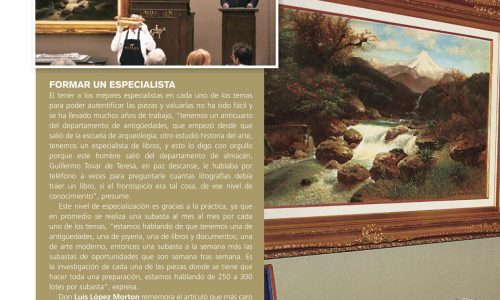 MORTON
FORMAR UN ESPECIALISTA
El tener a los mejores especialistas en cada uno de los temas
para poder autentificar las piezas y valuarlas no ha sido fácil y
se ha llevado muchos años de trabajo, "tenemos un anticuario
del departamento de antigüedades, que empezó desde que
salió de la escuela de arqueología, otro estudió historia del arte,
tenemos un especialista de libros, y esto lo digo con orgullo
porque este hombre salió del departamento de almacén,
Guillermo Tovar de Teresa, en paz descanse, le hablaba por
teléfono a veces para preguntarle cuantas litografías debía
traer un libro, si el frontispicio era tal cosa, de ese nivel de
conocimiento", presume.
Este nivel de especialización es gracias a la práctica, ya que
en promedio se realiza una subasta al mes al mes por cada
uno de los temas, "estamos hablando de que tenemos una de
antigüedades, una de joyería, una de libros y documentos, una
de arte moderno, entonces una subasta a la semana más las
subastas de oportunidades que son semana tras semana. Es
la investigación de cada una de las piezas donde se tiene que
hacer toda una preparación, estamos hablando de 250 a 300
lotes por subasta", expresa.
Don Luis López Morton rememora el artículo que más caro